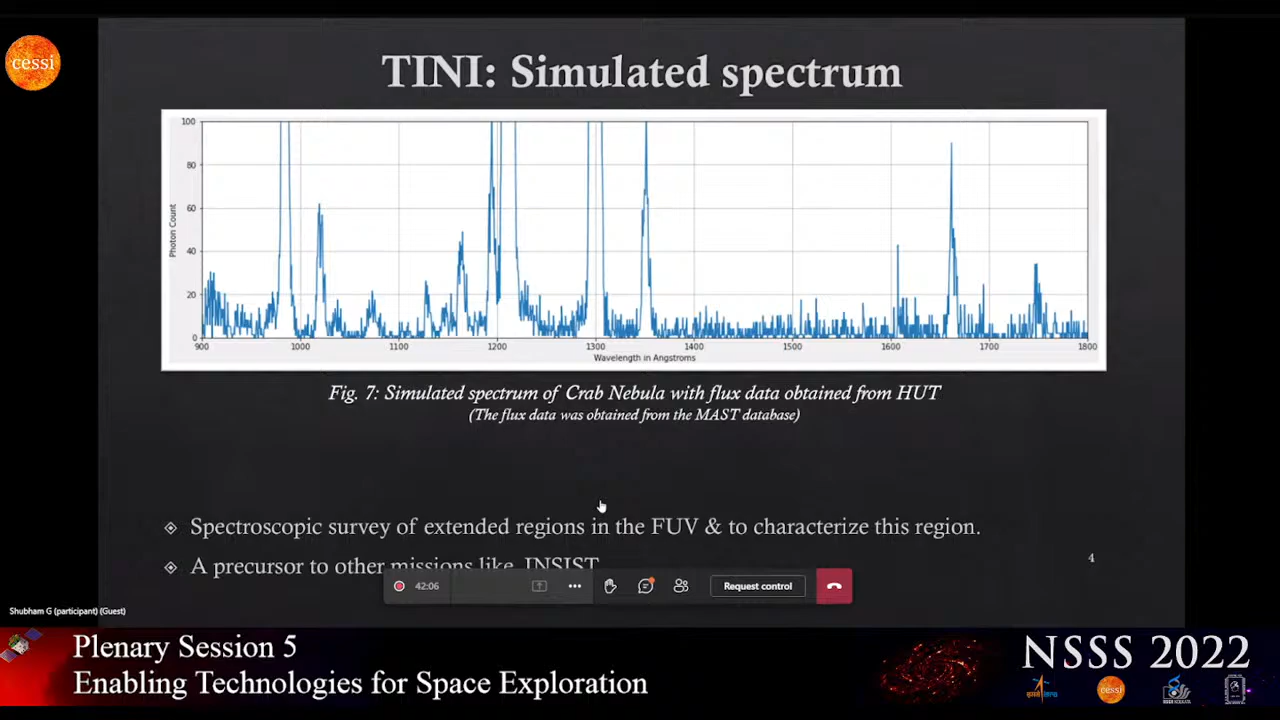 cessi
TINI: Simulated spectrum
100
80
60
40
20
0
Photon Count
900 1000 1100 1200 1300 1400 1500 1600 1700 1800
Wavelength in Angstroms
Fig. 7: Simulated spectrum of Crab Nebula with flux data obtained from HUT
(The flux data was obtained from the MAST database)
Spectroscopic survey of extended regions in the FUV & to characterize this region.
A precursor to other missions like INSIST
4
42:06
Request control
Shubham G (participant) (Guest)
Plenary Session 5
Enabling Technologies for Space Exploration
NSSS 2022
cessi